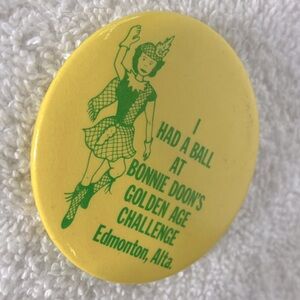 I
HAD A BALL
AT
BONNIE DOON'S
GOLDEN AGE
CHALLENGE
Edmonton, Alta.